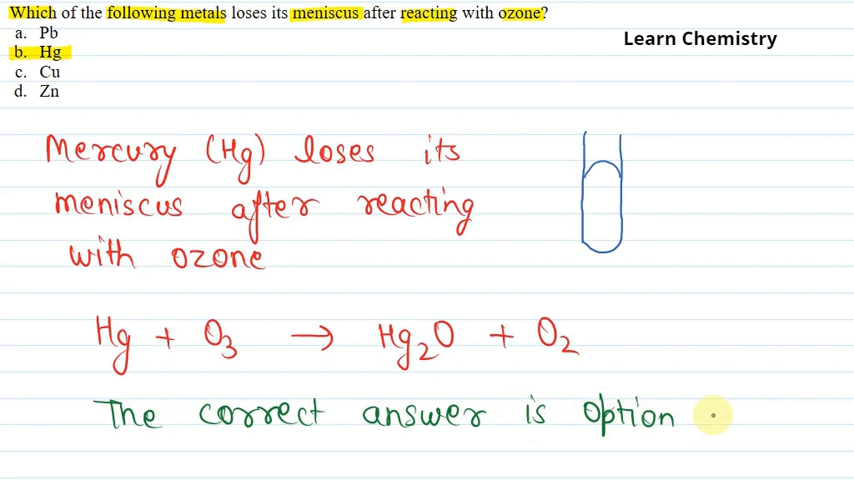 Which of the following metals loses its meniscus after reacting with ozone?
a. Pb
Learn Chemistry
b. Hg
c. Cu
d. Zn
Mercury (Hg) loses its
meniscus after reacting
with ozone
Hg + O3 → Hg2O + O2
The correct answer is option